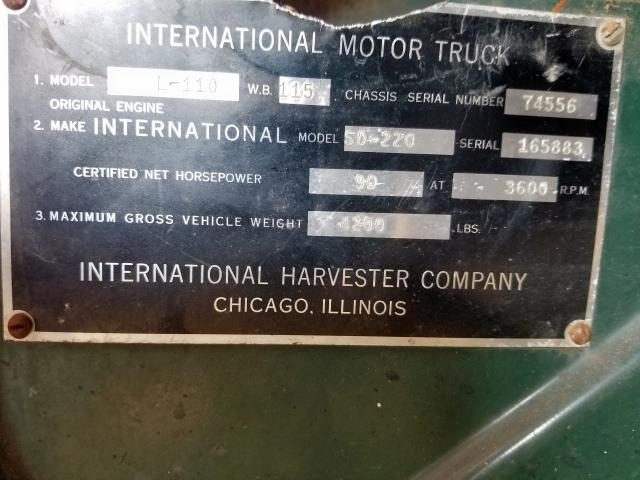 INTERNATIONAL MOTOR TRUCK
1. MODEL L-110 W.B. 115 CHASSIS SERIAL NUMBER 74556
ORIGINAL ENGINE
2. MAKE INTERNATIONAL MODEL SD-220 SERIAL 165883
CERTIFIED NET HORSEPOWER 90 AT 3600 R.P.M.
3. MAXIMUM GROSS VEHICLE WEIGHT 4200 LBS.
INTERNATIONAL HARVESTER COMPANY
CHICAGO, ILLINOIS